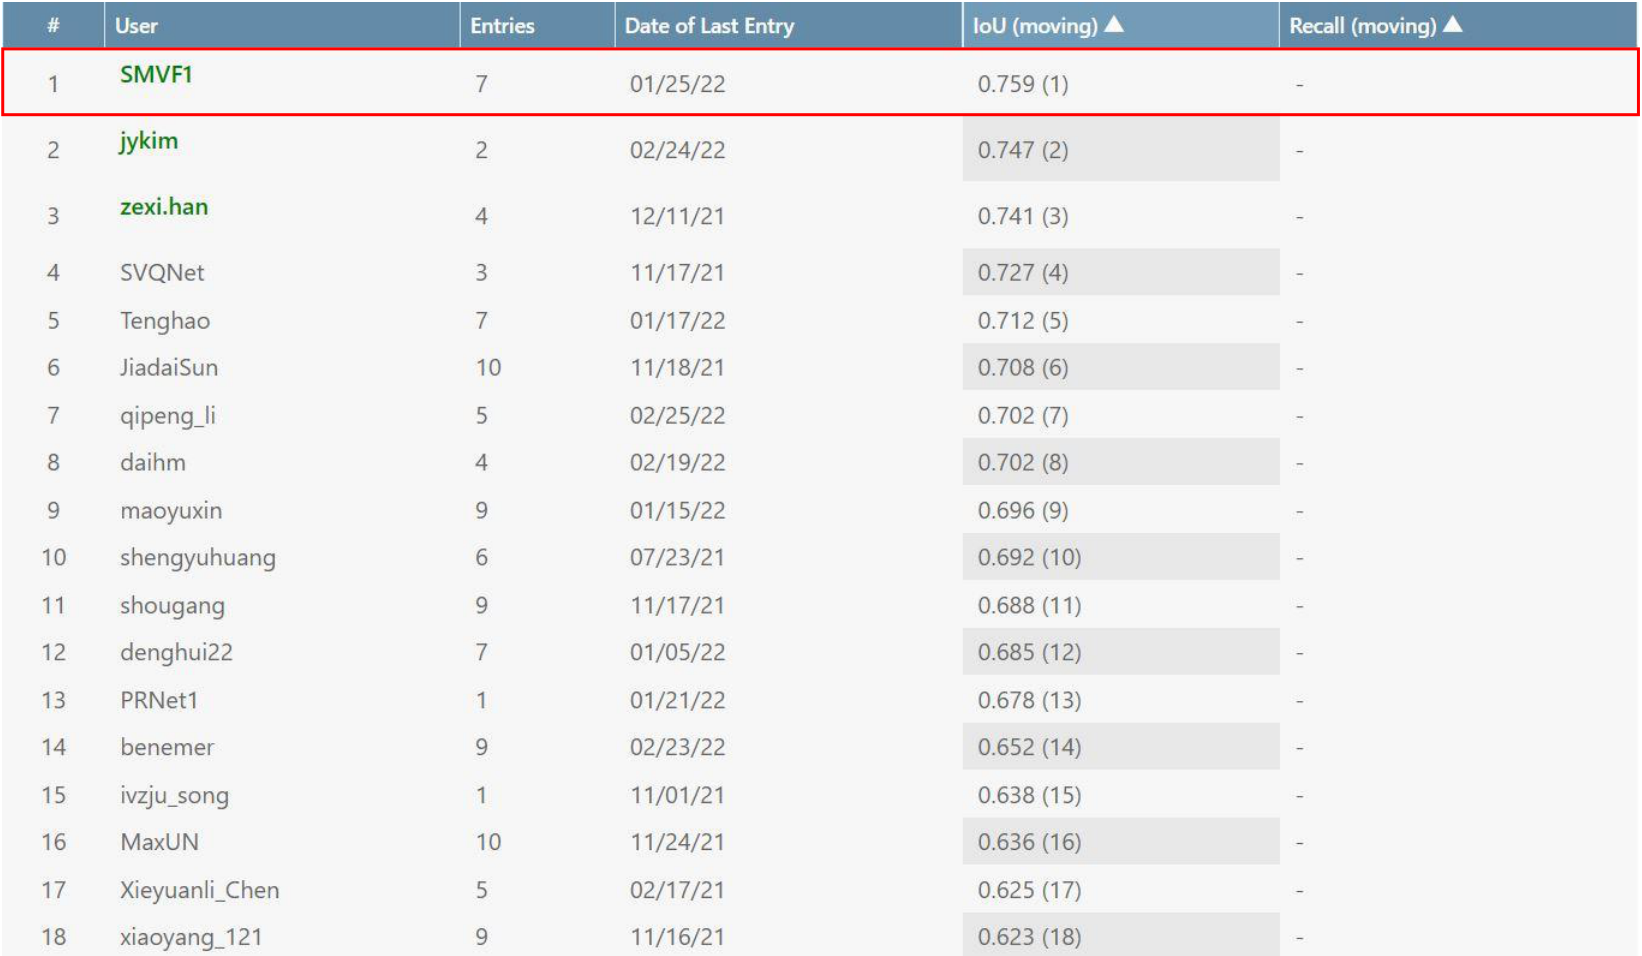 # User Entries Date of Last Entry IoU (moving) ▲ Recall (moving) ▲
1 SMVF1 7 01/25/22 0.759 (1) -
2 jykim 2 02/24/22 0.747 (2) -
3 zexi.han 4 12/11/21 0.741 (3) -
4 SVQNet 3 11/17/21 0.727 (4) -
5 Tenghao 7 01/17/22 0.712 (5) -
6 JiadaiSun 10 11/18/21 0.708 (6) -
7 qipeng_li 5 02/25/22 0.702 (7) -
8 daihm 4 02/19/22 0.702 (8) -
9 maoyuxin 9 01/15/22 0.696 (9) -
10 shengyuhuang 6 07/23/21 0.692 (10) -
11 shougang 9 11/17/21 0.688 (11) -
12 denghui22 7 01/05/22 0.685 (12) -
13 PRNet1 1 01/21/22 0.678 (13) -
14 benemer 9 02/23/22 0.652 (14) -
15 ivzju_song 1 11/01/21 0.638 (15) -
16 MaxUN 10 11/24/21 0.636 (16) -
17 Xieyuanli_Chen 5 02/17/21 0.625 (17) -
18 xiaoyang_121 9 11/16/21 0.623 (18) -